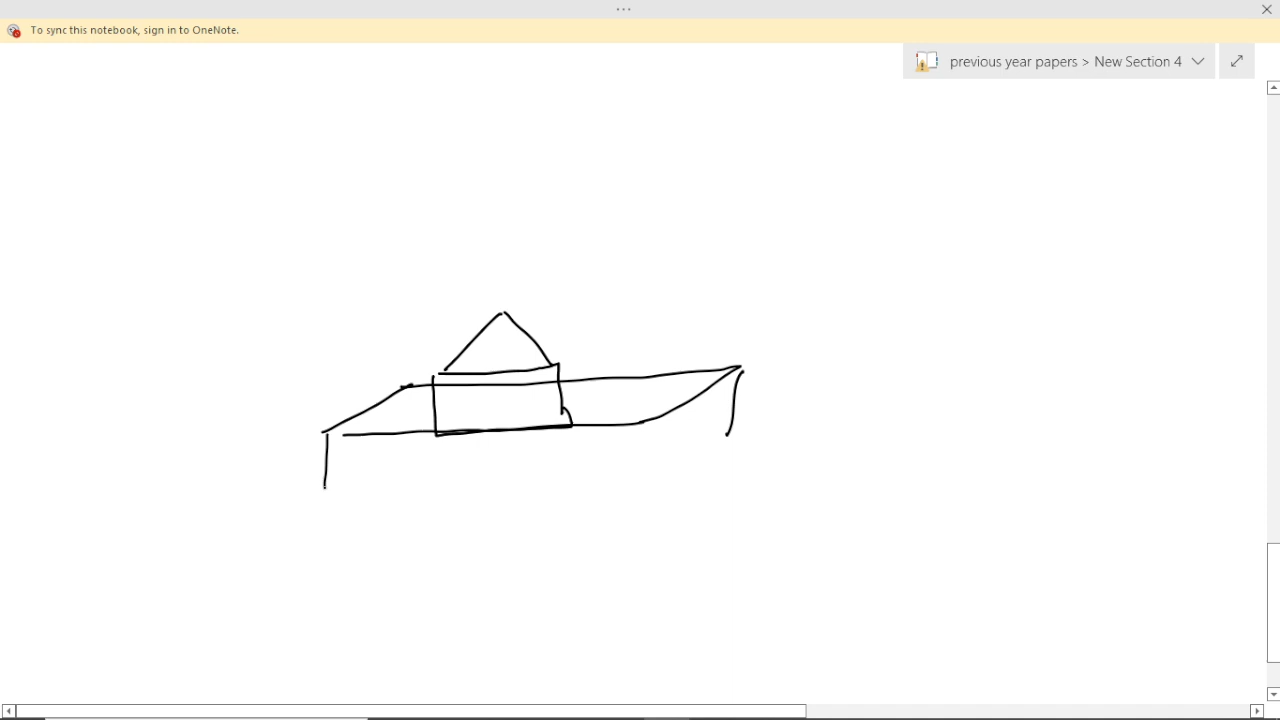 To sync this notebook, sign in to OneNote.
previous year papers > New Section 4